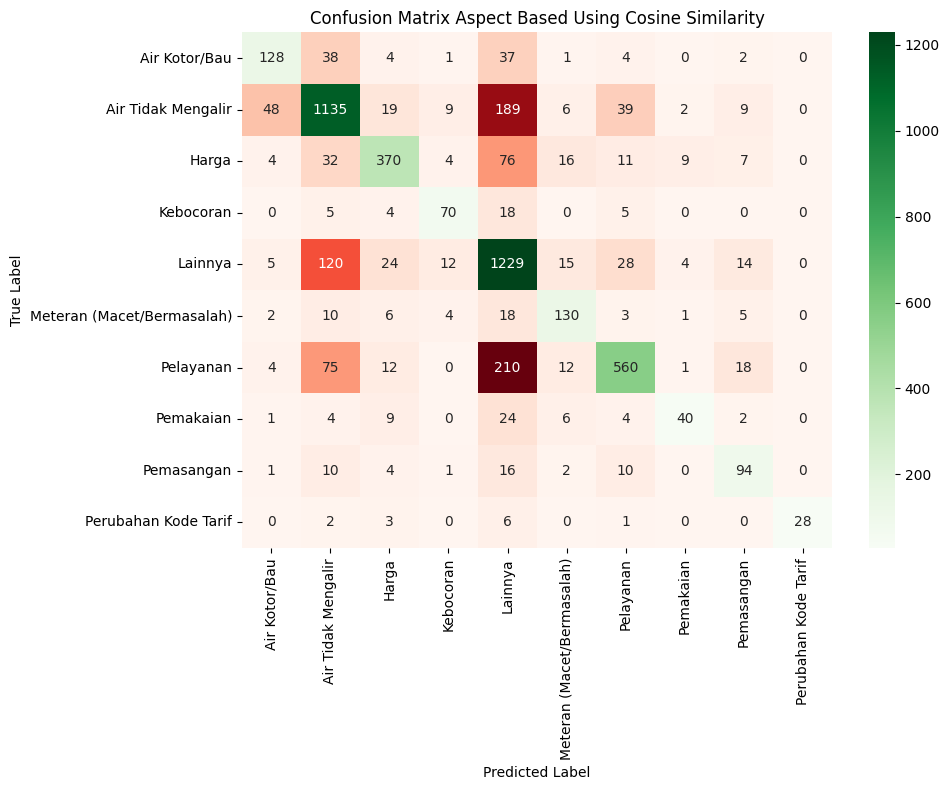 Confusion Matrix Aspect Based Using Cosine Similarity
True Label
Air Kotor/Bau 128 38 4 1 37 1 4 0 2 0
Air Tidak Mengalir 48 1135 19 9 189 6 39 2 9 0
Harga 4 32 370 4 76 16 11 9 7 0
Kebocoran 0 5 4 70 18 0 5 0 0 0
Lainnya 5 120 24 12 1229 15 28 4 14 0
Meteran (Macet/Bermasalah) 2 10 6 4 18 130 3 1 5 0
Pelayanan 4 75 12 0 210 12 560 1 18 0
Pemakaian 1 4 9 0 24 6 4 40 2 0
Pemasangan 1 10 4 1 16 2 10 0 94 0
Perubahan Kode Tarif 0 2 3 0 6 0 1 0 0 28
Air Kotor/Bau
Air Tidak Mengalir
Harga
Kebocoran
Lainnya
Meteran (Macet/Bermasalah)
Pelayanan
Pemakaian
Pemasangan
Perubahan Kode Tarif
Predicted Label
1200
1000
800
600
400
200